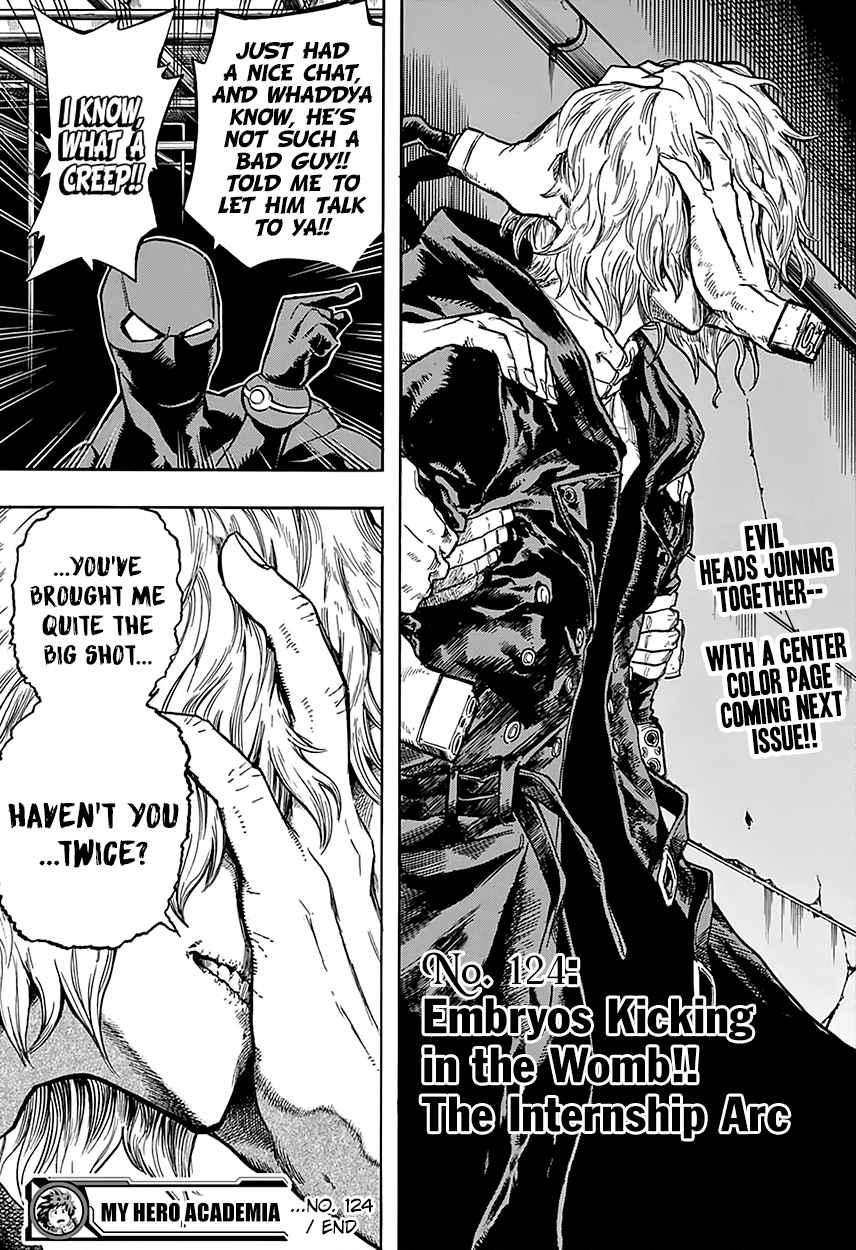 JUST HAD
A NICE CHAT,
AND WHADDYA
KNOW, HE'S
NOT SUCH A
BAD GUY!!
TOLD ME TO
LET HIM TALK
TO YA!!
I KNOW,
WHAT A
CREEP!!
...YOU'VE
BROUGHT ME
QUITE THE
BIG SHOT...
HAVEN'T YOU
...TWICE?
EVIL
HEADS JOINING
TOGETHER--
WITH A CENTER
COLOR PAGE
COMING NEXT
ISSUE!!
No. 124:
Embryos Kicking
in the Womb!!
The Internship Arc
MY HERO ACADEMIA
...NO. 124
/ END